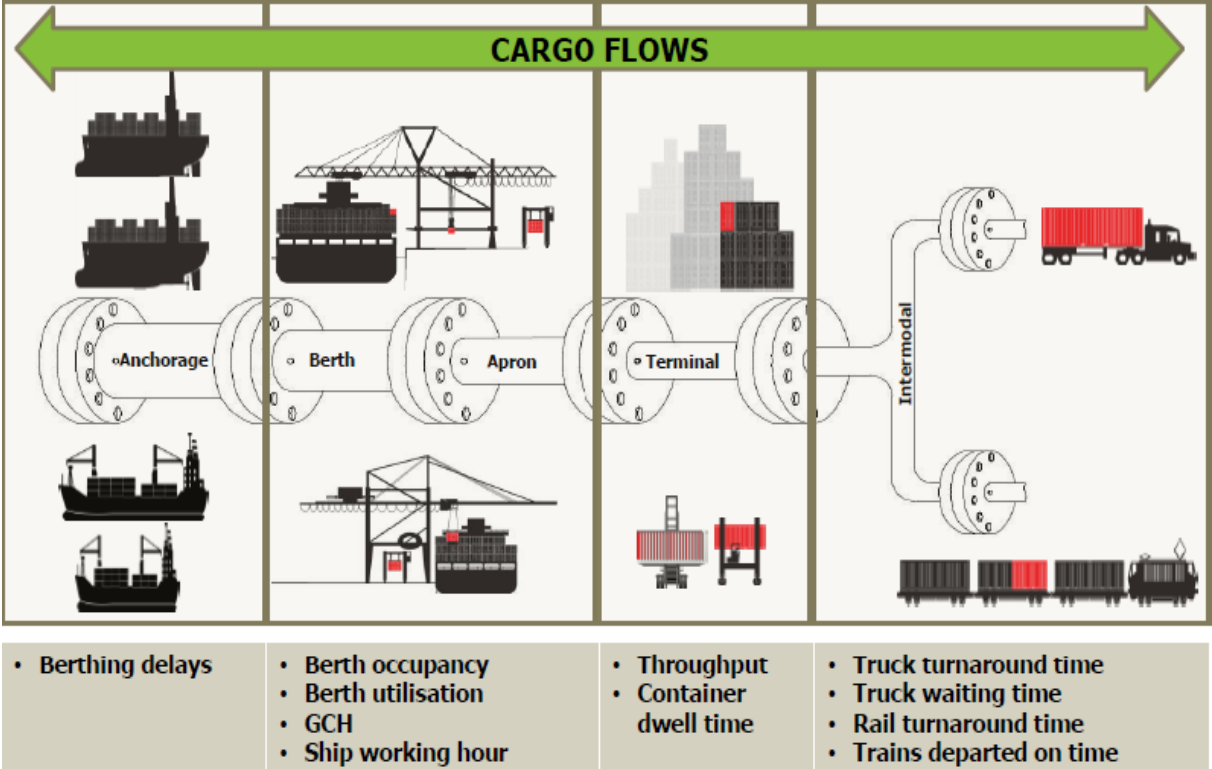 CARGO FLOWS
Anchorage
Berth
Apron
Terminal
Intermodal
• Berthing delays
• Berth occupancy
• Berth utilisation
• GCH
• Ship working hour
• Throughput
• Container
dwell time
• Truck turnaround time
• Truck waiting time
• Rail turnaround time
• Trains departed on time